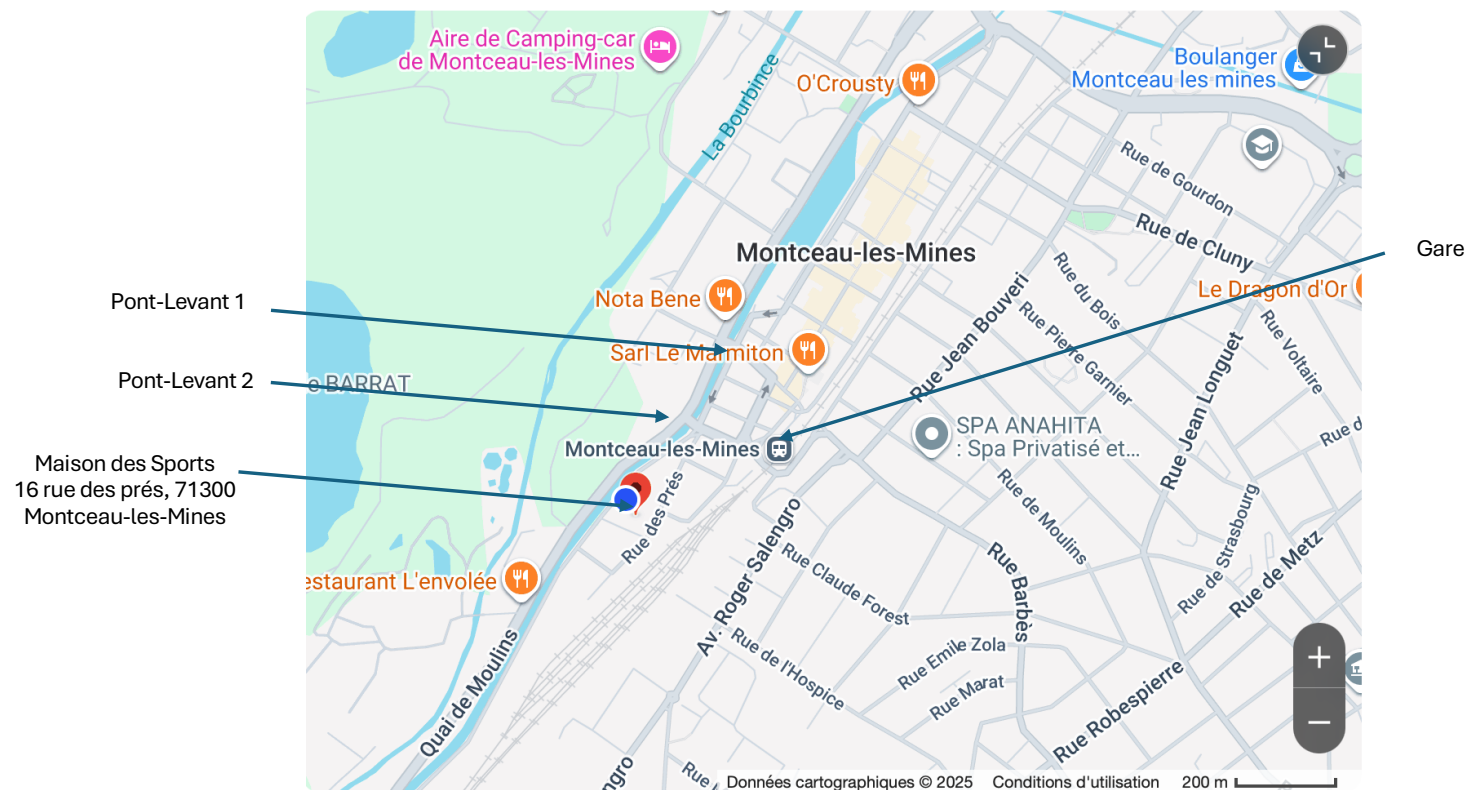 Aire de Camping-car
de Montceau-les-Mines
La Bourbince
O'Crousty
Boulanger
Montceau les mines
Rue de Gourdon
Rue de Cluny
Montceau-les-Mines
Gare
Pont-Levant 1
Nota Bene
Rue du Bois
Le Dragon d'Or
Rue Jean Bouveri
Rue Pierre Garnier
Rue Voltaire
Sarl Le Marmiton
Rue Jean Longuet
Pont-Levant 2
e BARRAT
SPA ANAHITA
: Spa Privatisé et...
Rue d
Montceau-les-Mines
Maison des Sports
16 rue des prés, 71300
Montceau-les-Mines
Rue des Prés
Rue de Moulins
Rue de Strasbourg
Rue de Metz
Av. Roger Salengro
Rue Claude Forest
Rue Barbès
estaurant L'envolée
Quai de Moulins
Rue de l'Hospice
Rue Emile Zola
Rue Marat
Rue Robespierre
+
−
ngro
Rue
Données cartographiques © 2025 Conditions d'utilisation 200 m